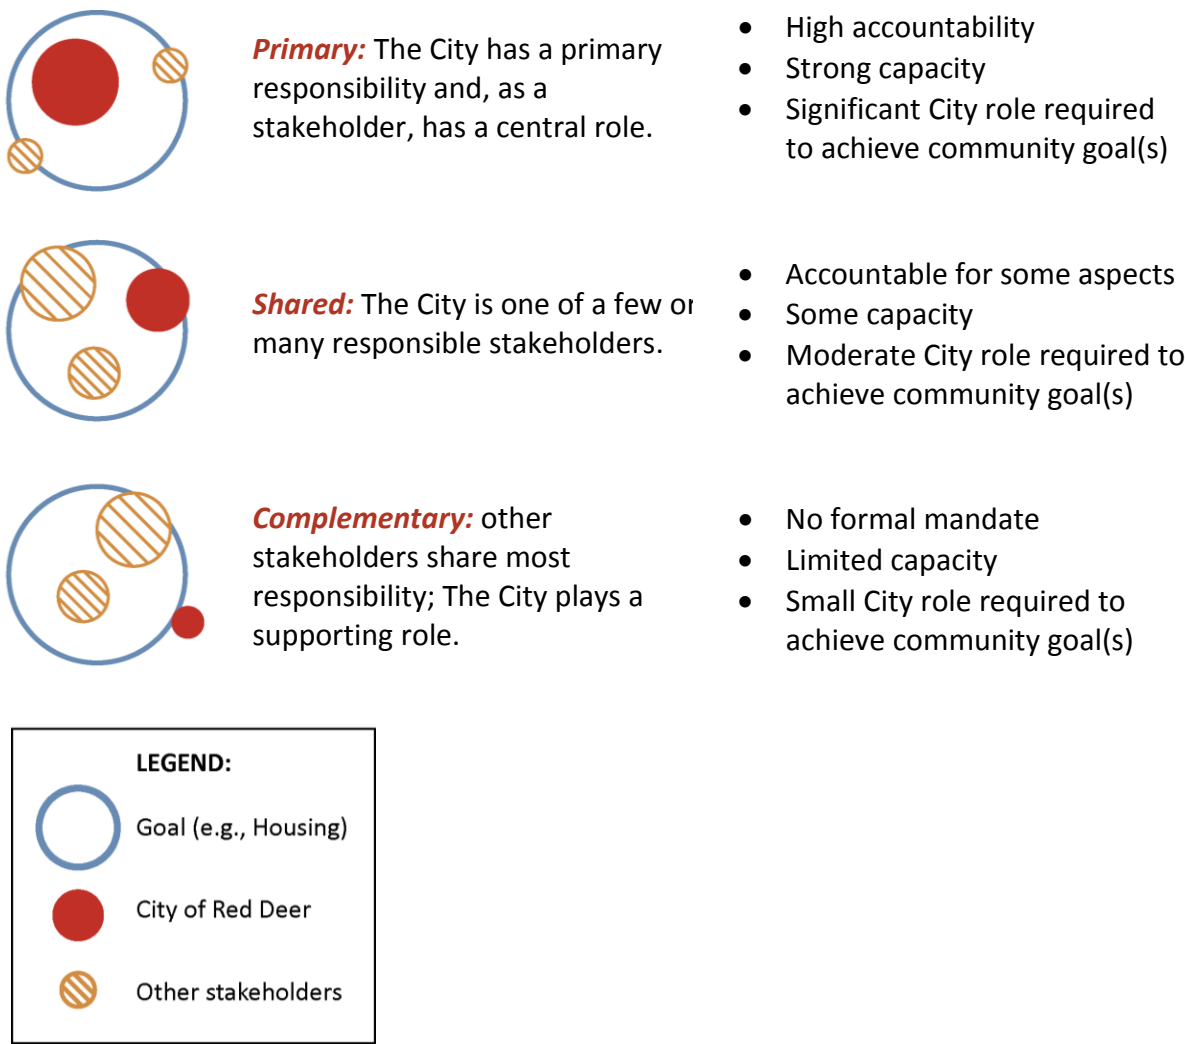 Primary: The City has a primary
responsibility and, as a
stakeholder, has a central role.
• High accountability
• Strong capacity
• Significant City role required
to achieve community goal(s)
Shared: The City is one of a few or
many responsible stakeholders.
• Accountable for some aspects
• Some capacity
• Moderate City role required to
achieve community goal(s)
Complementary: other
stakeholders share most
responsibility; The City plays a
supporting role.
• No formal mandate
• Limited capacity
• Small City role required to
achieve community goal(s)
LEGEND:
Goal (e.g., Housing)
City of Red Deer
Other stakeholders